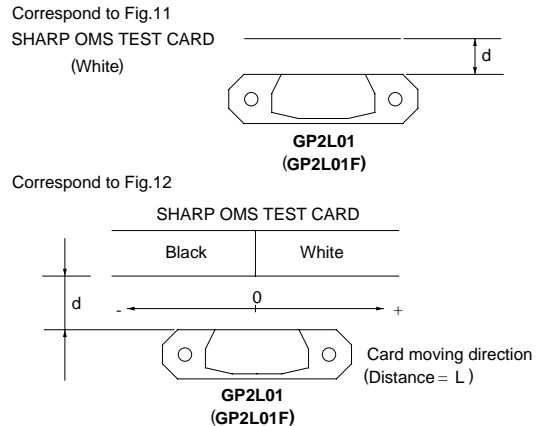 Correspond to Fig.11
SHARP OMS TEST CARD
(White)
d
GP2L01
(GP2L01F)
Correspond to Fig.12
SHARP OMS TEST CARD
Black White
d
- 0 +
Card moving direction
(Distance = L )
GP2L01
(GP2L01F)